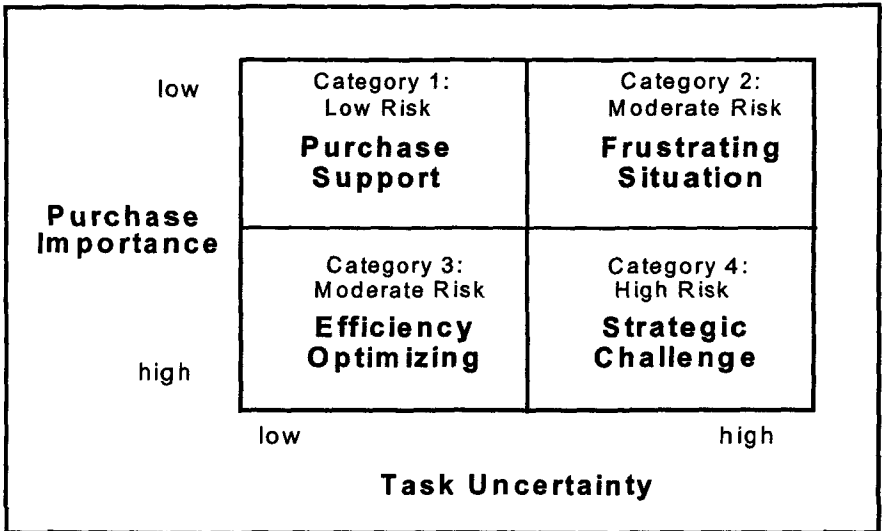 low
Category 1:
Low Risk
Purchase
Support
Category 2:
Moderate Risk
Frustrating
Situation
Purchase
Importance
Category 3:
Moderate Risk
Efficiency
Optimizing
Category 4:
High Risk
Strategic
Challenge
high
low
high
Task Uncertainty